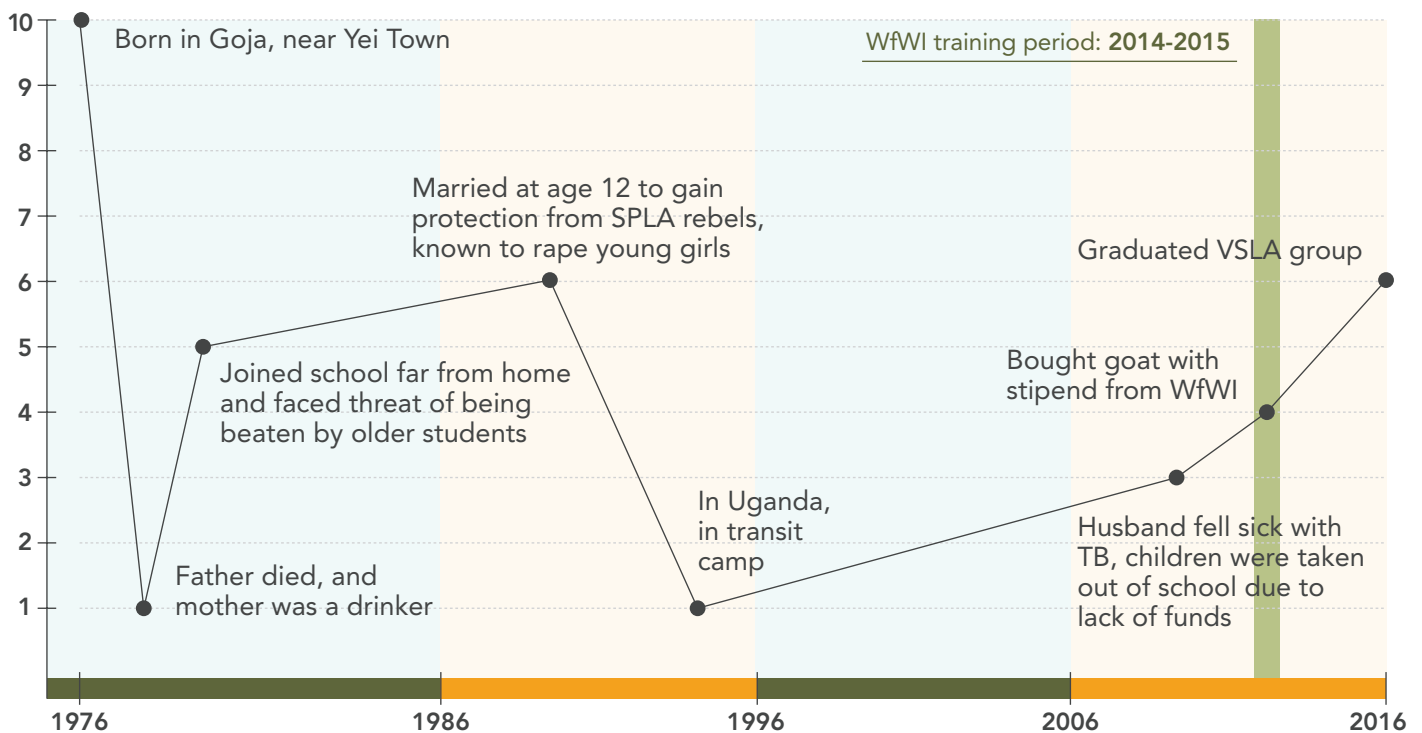 10
Born in Goja, near Yei Town
WfWI training period: 2014-2015
9
8
7
Married at age 12 to gain
protection from SPLA rebels,
known to rape young girls
Graduated VSLA group
6
5
Joined school far from home
and faced threat of being
beaten by older students
Bought goat with
stipend from WfWI
4
3
In Uganda,
in transit
camp
Husband fell sick with
TB, children were taken
out of school due to
lack of funds
2
Father died, and
mother was a drinker
1
1976
1986
1996
2006
2016